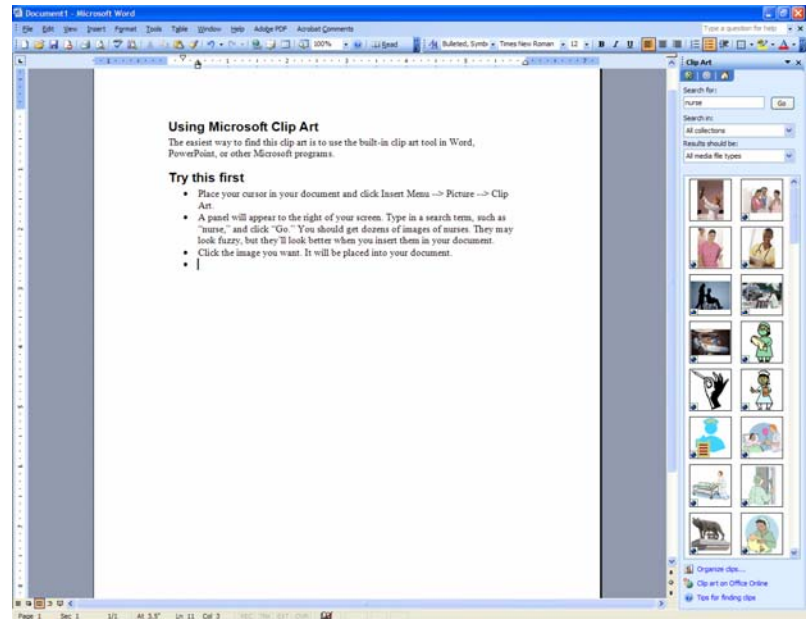 Document1 - Microsoft Word
File Edit View Insert Format Tools Table Window Help Adobe PDF Acrobat Comments
Type a question for help
100% Read Bulleted, Symb Times New Roman 12 B I U
Clip Art
Search for:
nurse Go
Search in:
All collections
Results should be:
All media file types
Using Microsoft Clip Art
The easiest way to find this clip art is to use the built-in clip art tool in Word,
PowerPoint, or other Microsoft programs.
Try this first
• Place your cursor in your document and click Insert Menu --> Picture --> Clip
Art.
• A panel will appear to the right of your screen. Type in a search term, such as
"nurse," and click "Go." You should get dozens of images of nurses. They may
look fuzzy, but they'll look better when you insert them in your document.
• Click the image you want. It will be placed into your document.
•
Organize clips...
Clip art on Office Online
Tips for finding clips
Page 1 Sec 1 1/1 At 3.5" Ln 11 Col 3 REC TRK EXT OVR